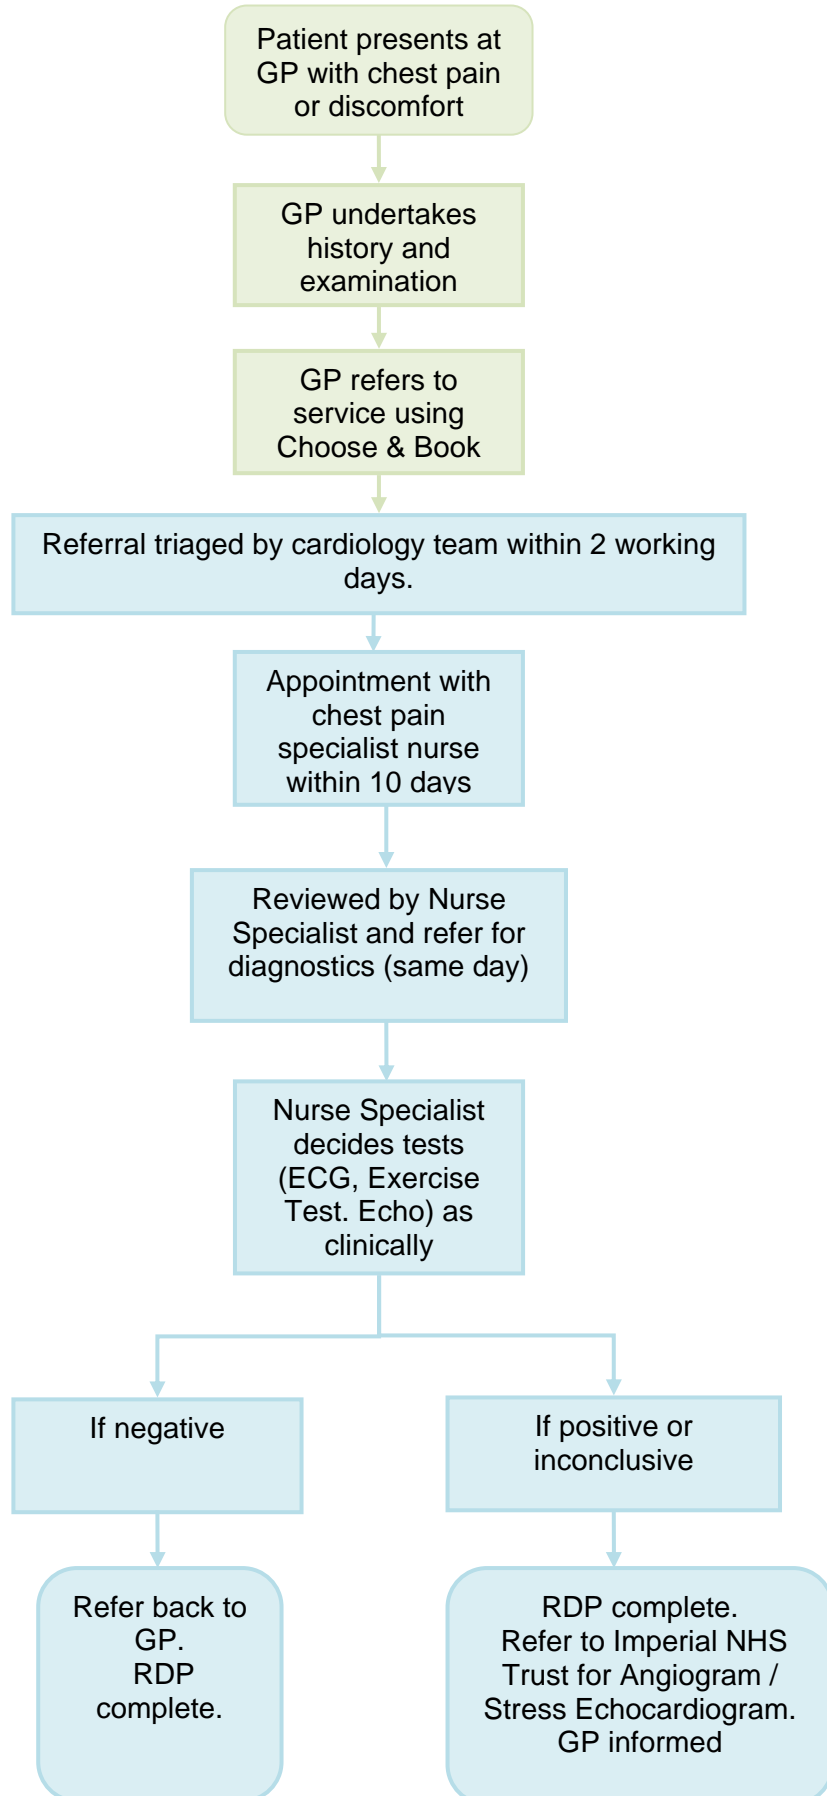 Patient presents at
GP with chest pain
or discomfort
GP undertakes
history and
examination
GP refers to
service using
Choose & Book
Referral triaged by cardiology team within 2 working
days.
Appointment with
chest pain
specialist nurse
within 10 days
Reviewed by Nurse
Specialist and refer for
diagnostics (same day)
Nurse Specialist
decides tests
(ECG, Exercise
Test. Echo) as
clinically
If negative
If positive or
inconclusive
Refer back to
GP.
RDP
complete.
RDP complete.
Refer to Imperial NHS
Trust for Angiogram /
Stress Echocardiogram.
GP informed